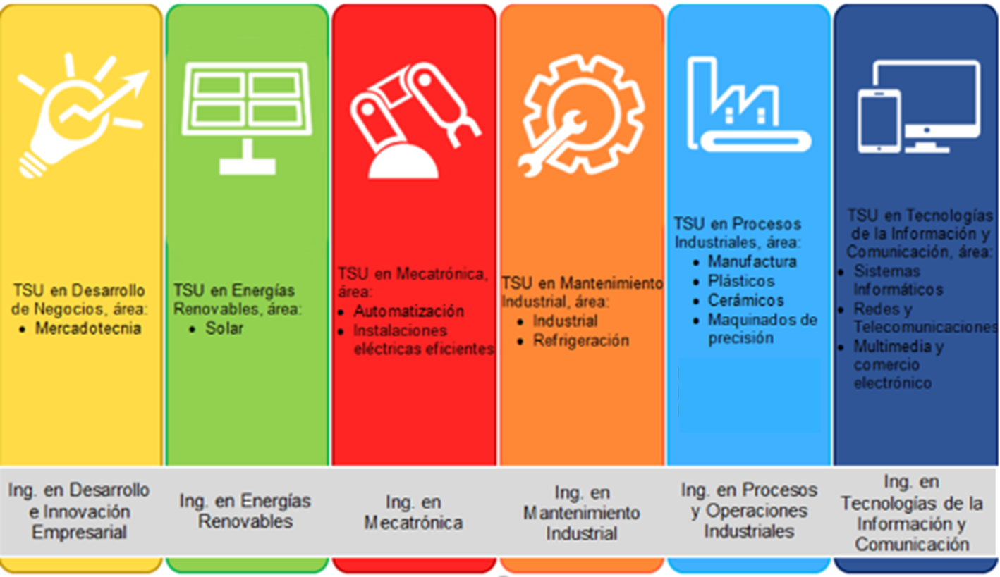 TSU en Desarrollo
de Negocios, área:
• Mercadotecnia
TSU en Energías
Renovables, área:
• Solar
TSU en Mecatrónica,
área:
• Automatización
• Instalaciones
eléctricas eficientes
TSU en Mantenimiento
Industrial, área:
• Industrial
• Refrigeración
TSU en Procesos
Industriales, área:
• Manufactura
• Plásticos
• Cerámicos
• Maquinados de
precisión
TSU en Tecnologías
de la Información y
Comunicación, área:
• Sistemas
Informáticos
• Redes y
Telecomunicaciones
• Multimedia y
comercio
electrónico
Ing. en Desarrollo
e Innovación
Empresarial
Ing. en Energías
Renovables
Ing. en
Mecatrónica
Ing. en
Mantenimiento
Industrial
Ing. en Procesos
y Operaciones
Industriales
Ing. en
Tecnologías de la
Información y
Comunicación